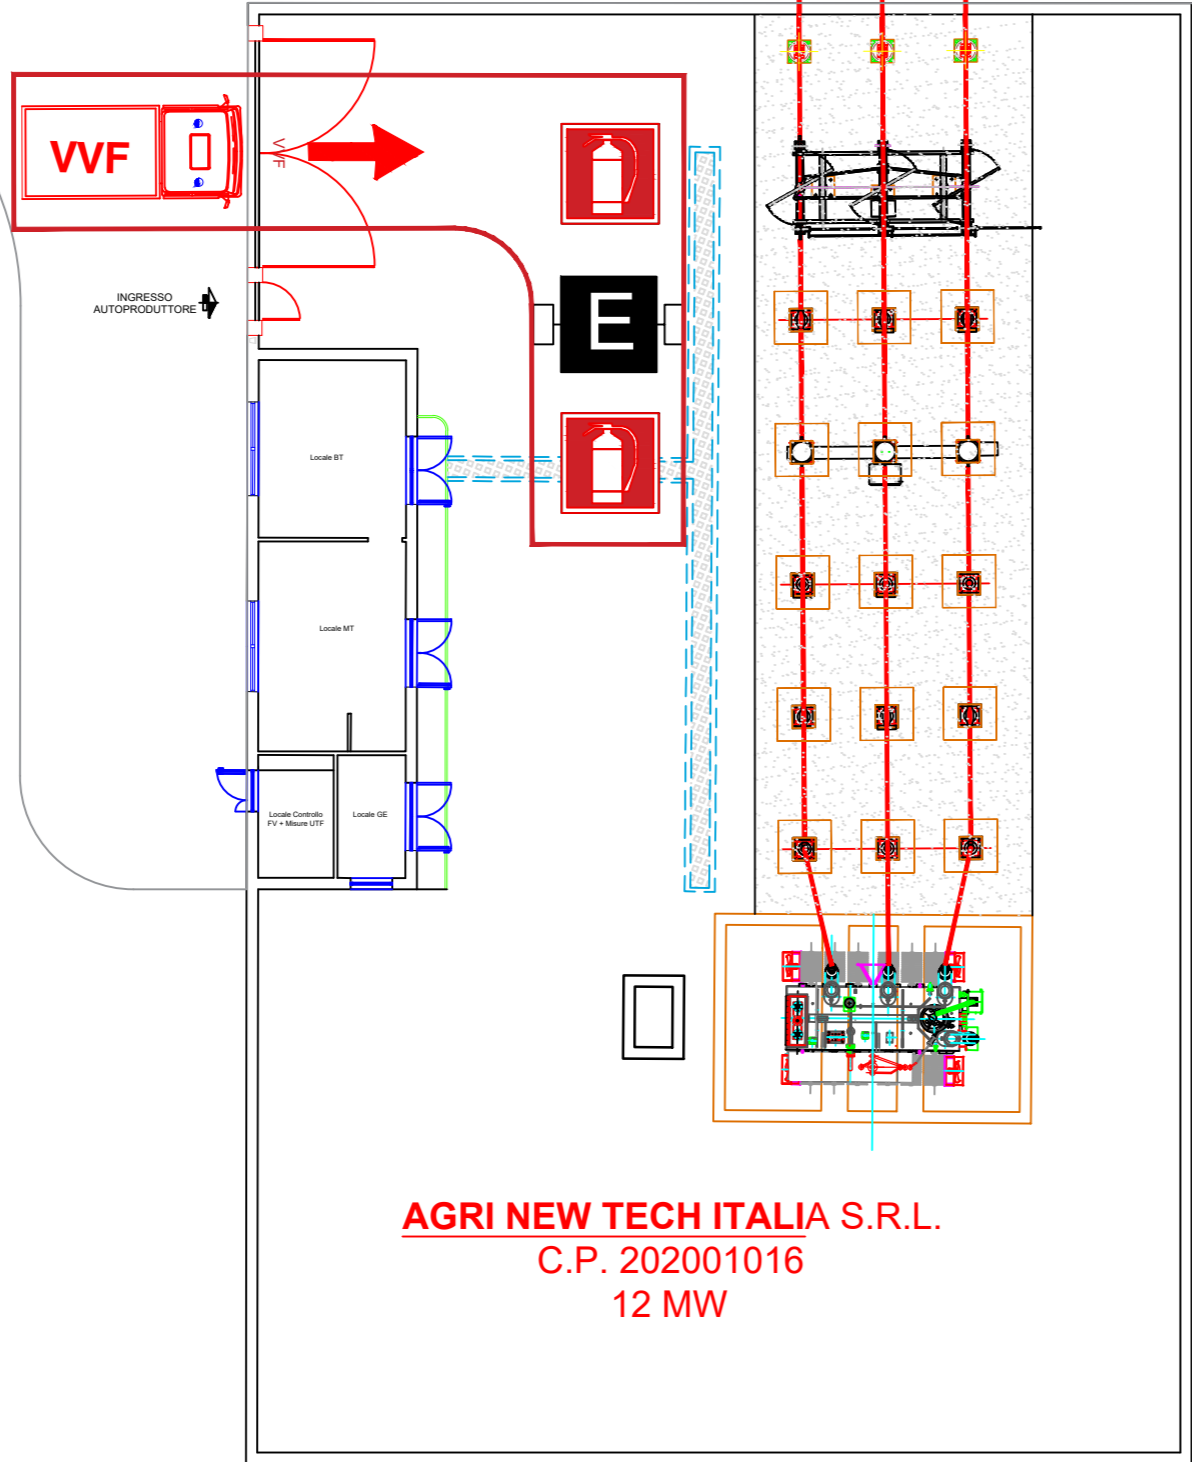 VVF
VVF
INGRESSO
AUTOPRODUTTORE
E
Locale BT
Locale MT
Locale Controllo
FV + Misure UTF
Locale GE
AGRI NEW TECH ITALIA S.R.L.
C.P. 202001016
12 MW